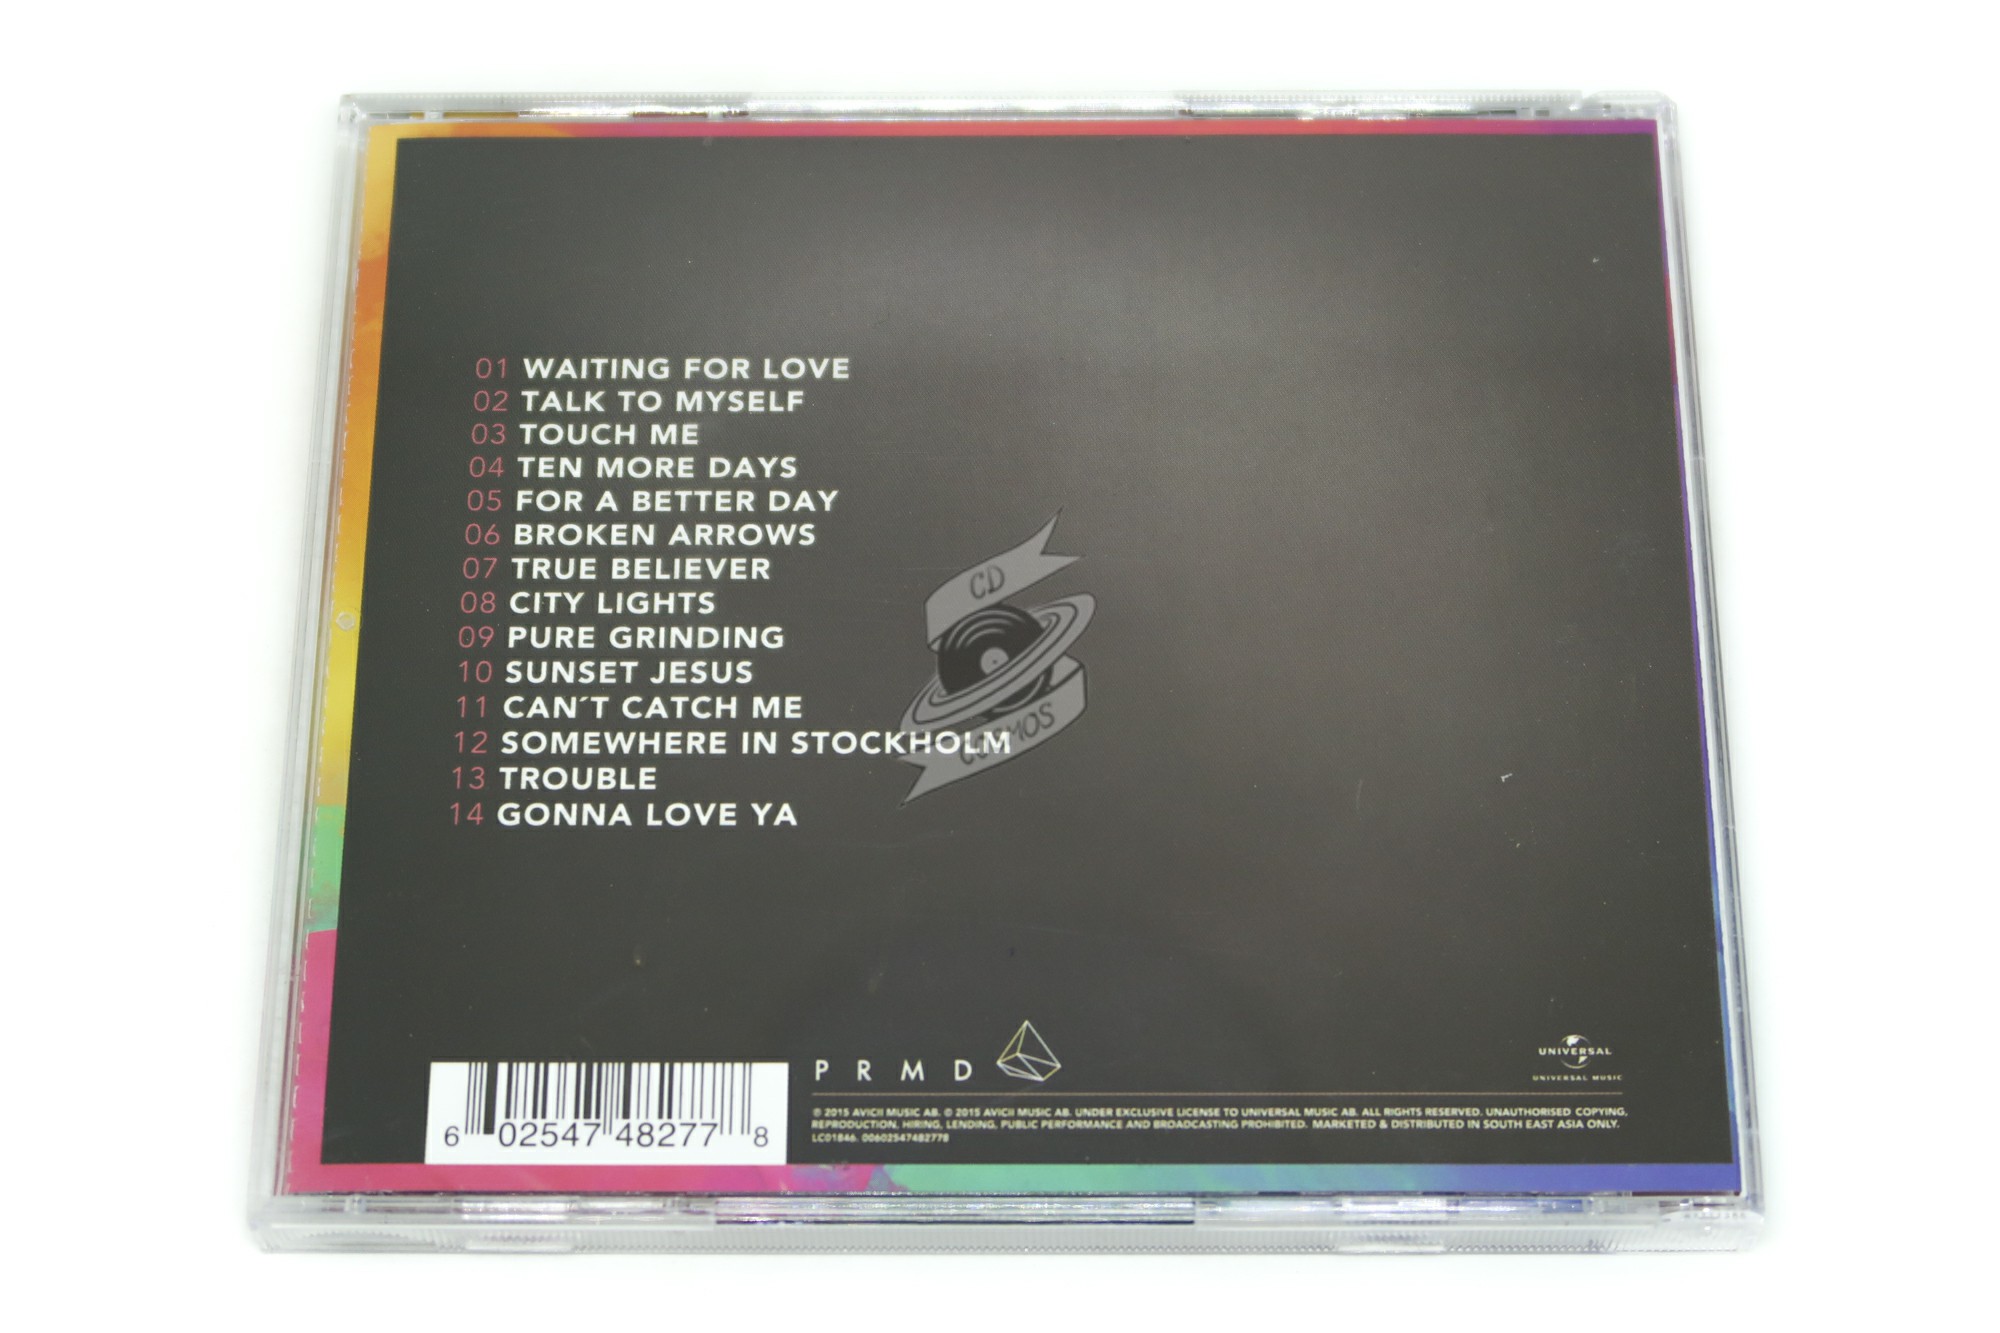 01 WAITING FOR LOVE
02 TALK TO MYSELF
03 TOUCH ME
04 TEN MORE DAYS
05 FOR A BETTER DAY
06 BROKEN ARROWS
07 TRUE BELIEVER
08 CITY LIGHTS
09 PURE GRINDING
10 SUNSET JESUS
11 CAN´T CATCH ME
12 SOMEWHERE IN STOCKHOLM
13 TROUBLE
14 GONNA LOVE YA
CD
COSMOS
6 02547 48277 8
PRMD
UNIVERSAL
UNIVERSAL MUSIC
℗ 2015 AVICII MUSIC AB. © 2015 AVICII MUSIC AB. UNDER EXCLUSIVE LICENSE TO UNIVERSAL MUSIC AB. ALL RIGHTS RESERVED. UNAUTHORISED COPYING,
REPRODUCTION, HIRING, LENDING, PUBLIC PERFORMANCE AND BROADCASTING PROHIBITED. MARKETED & DISTRIBUTED IN SOUTH EAST ASIA ONLY.
LC01846. 00602547482778